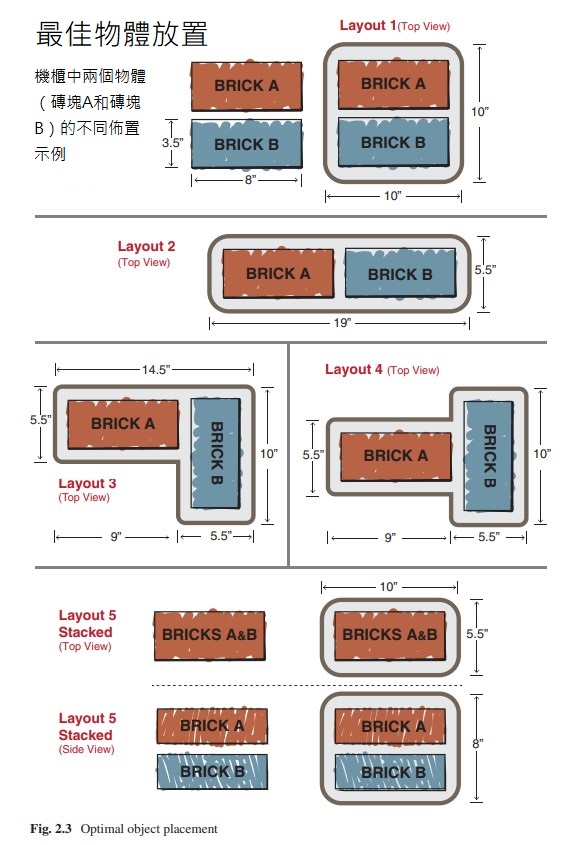 最佳物體放置
機櫃中兩個物體
（磚塊A和磚塊
B）的不同佈置
示例
BRICK A
BRICK B
3.5”
8”
Layout 1(Top View)
BRICK A
BRICK B
10”
10”
Layout 2
(Top View)
BRICK A
BRICK B
5.5”
19”
14.5”
5.5”
BRICK A
BRICK B
10”
Layout 3
(Top View)
9”
5.5”
Layout 4 (Top View)
5.5”
BRICK A
BRICK B
10”
9”
5.5”
Layout 5
Stacked
(Top View)
BRICKS A&B
10”
BRICKS A&B
5.5”
Layout 5
Stacked
(Side View)
BRICK A
BRICK B
BRICK A
BRICK B
8”
Fig. 2.3 Optimal object placement